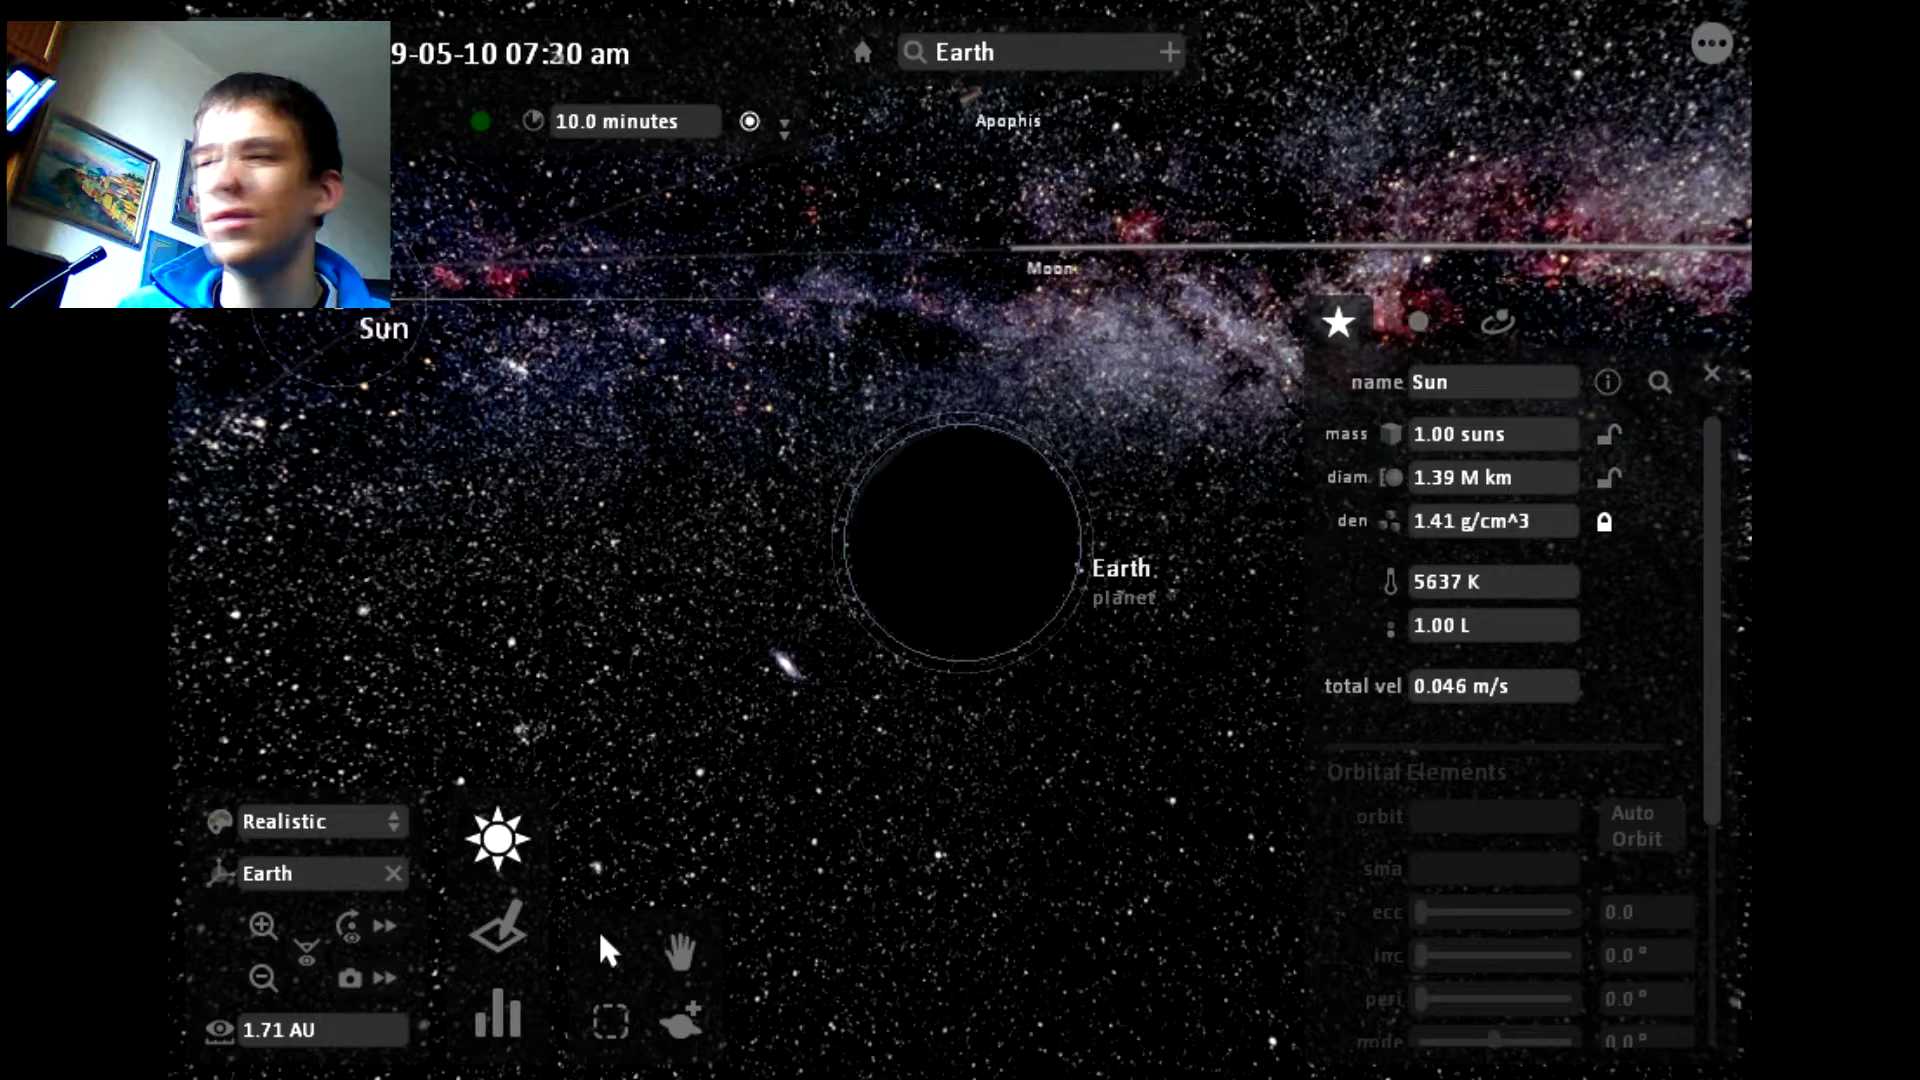 9-05-10 07:30 am
Earth
10.0 minutes
Apophis
Moon
Sun
name Sun
mass 1.00 suns
diam 1.39 M km
den 1.41 g/cm^3
5637 K
1.00 L
total vel 0.046 m/s
Earth
planet
Orbital Elements
orbit
Auto
Orbit
sma
ecc 0.0
inc 0.0 °
peri 0.0 °
node 0.0 °
Realistic
Earth
1.71 AU